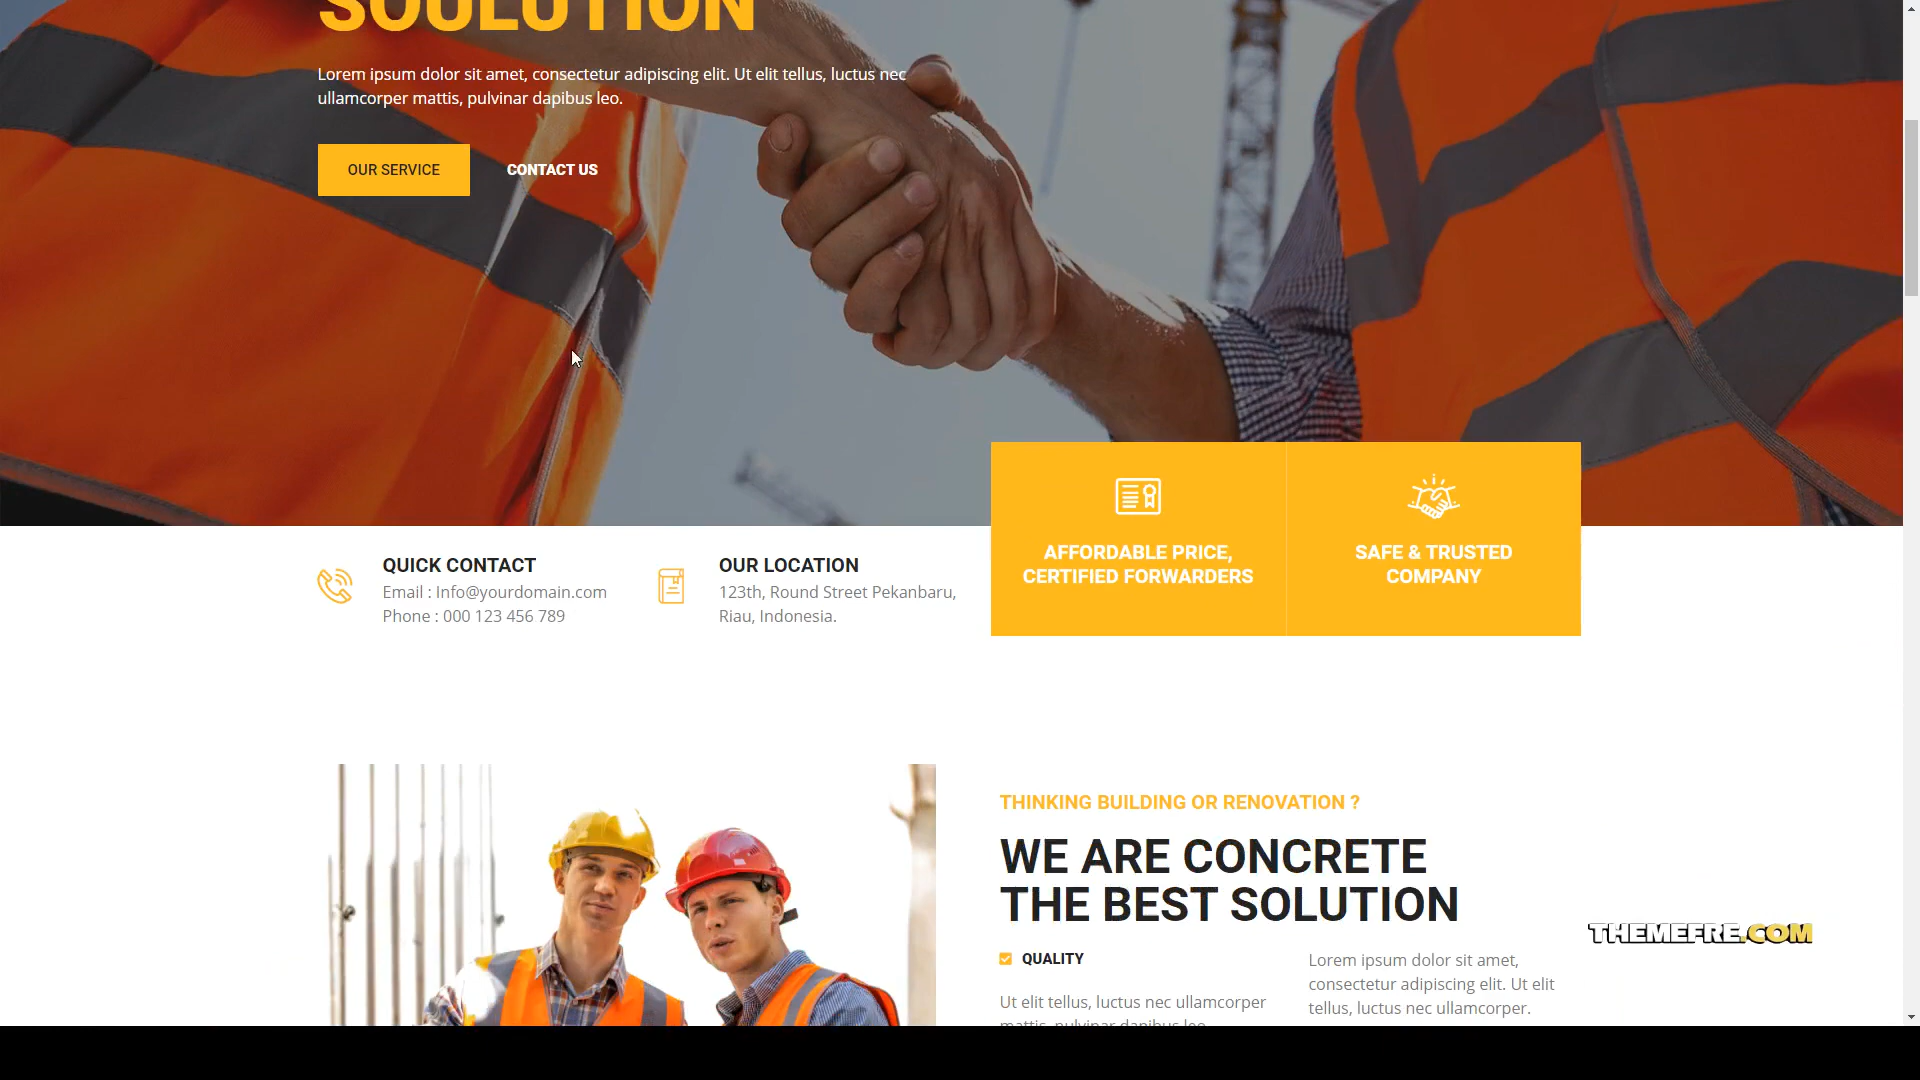 SOULUTION
Lorem ipsum dolor sit amet, consectetur adipiscing elit. Ut elit tellus, luctus nec
ullamcorper mattis, pulvinar dapibus leo.
OUR SERVICE
CONTACT US
AFFORDABLE PRICE,
CERTIFIED FORWARDERS
SAFE & TRUSTED
COMPANY
QUICK CONTACT
Email : Info@yourdomain.com
Phone : 000 123 456 789
OUR LOCATION
123th, Round Street Pekanbaru,
Riau, Indonesia.
THINKING BUILDING OR RENOVATION ?
WE ARE CONCRETE
THE BEST SOLUTION
QUALITY
Ut elit tellus, luctus nec ullamcorper
mattis, pulvinar dapibus leo.
Lorem ipsum dolor sit amet,
consectetur adipiscing elit. Ut elit
tellus, luctus nec ullamcorper.
THEMEFRE.COM